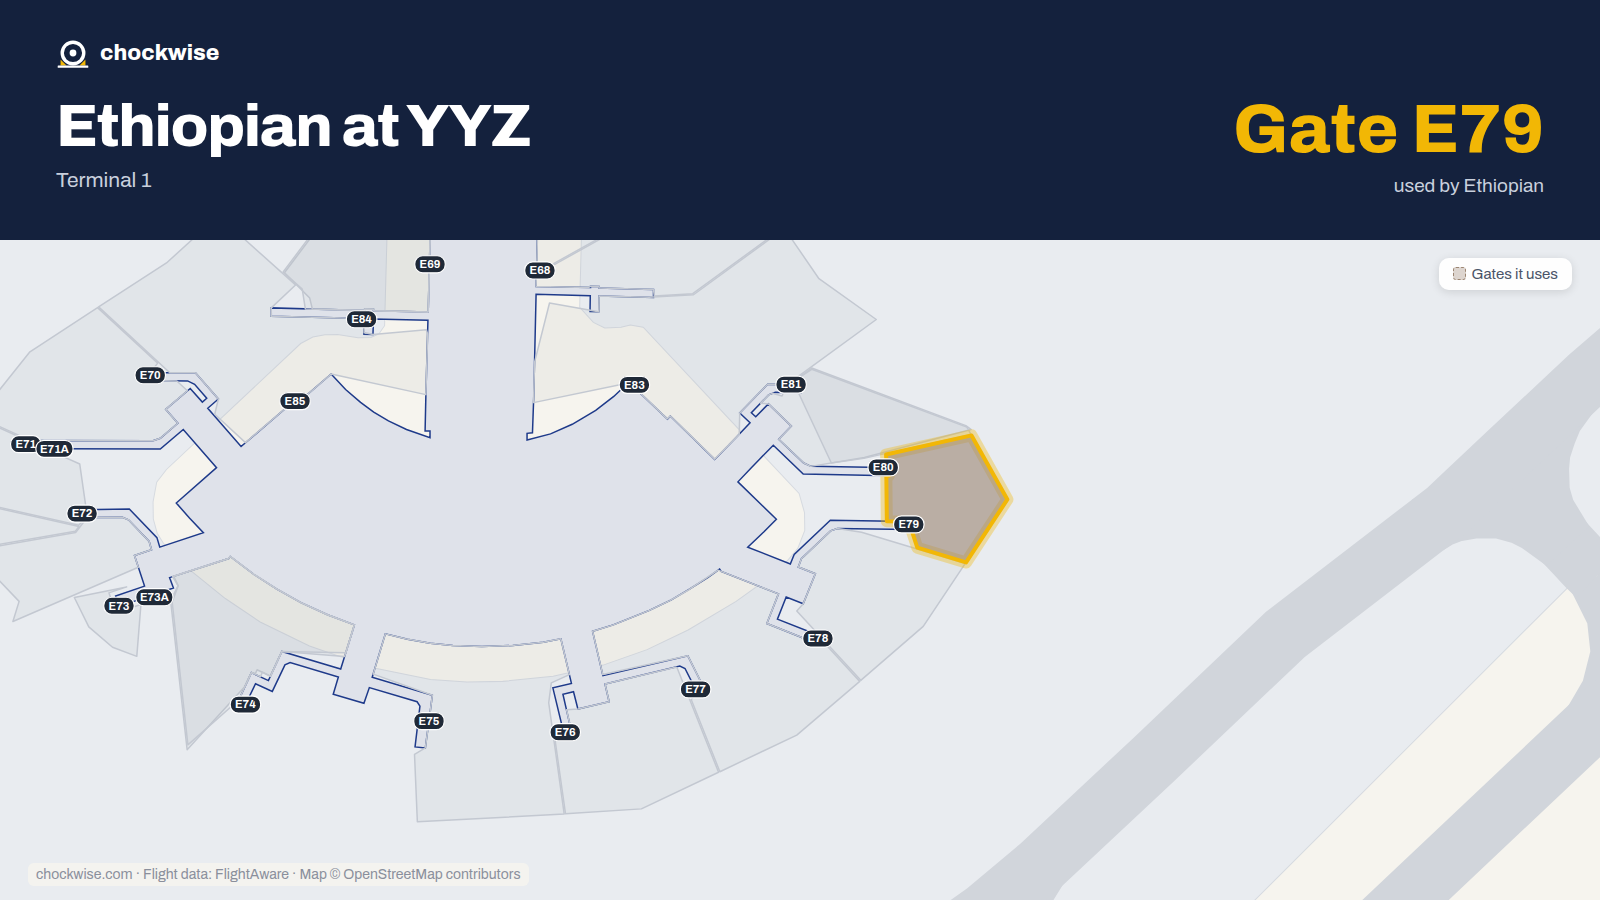 chockwise
Ethiopian at YYZ
Gate E79
Terminal 1
used by Ethiopian
Gates it uses
E69
E68
E84
E70
E85
E83
E81
E71
E71A
E80
E72
E79
E73
E73A
E78
E74
E77
E75
E76
chockwise.com · Flight data: FlightAware · Map © OpenStreetMap contributors